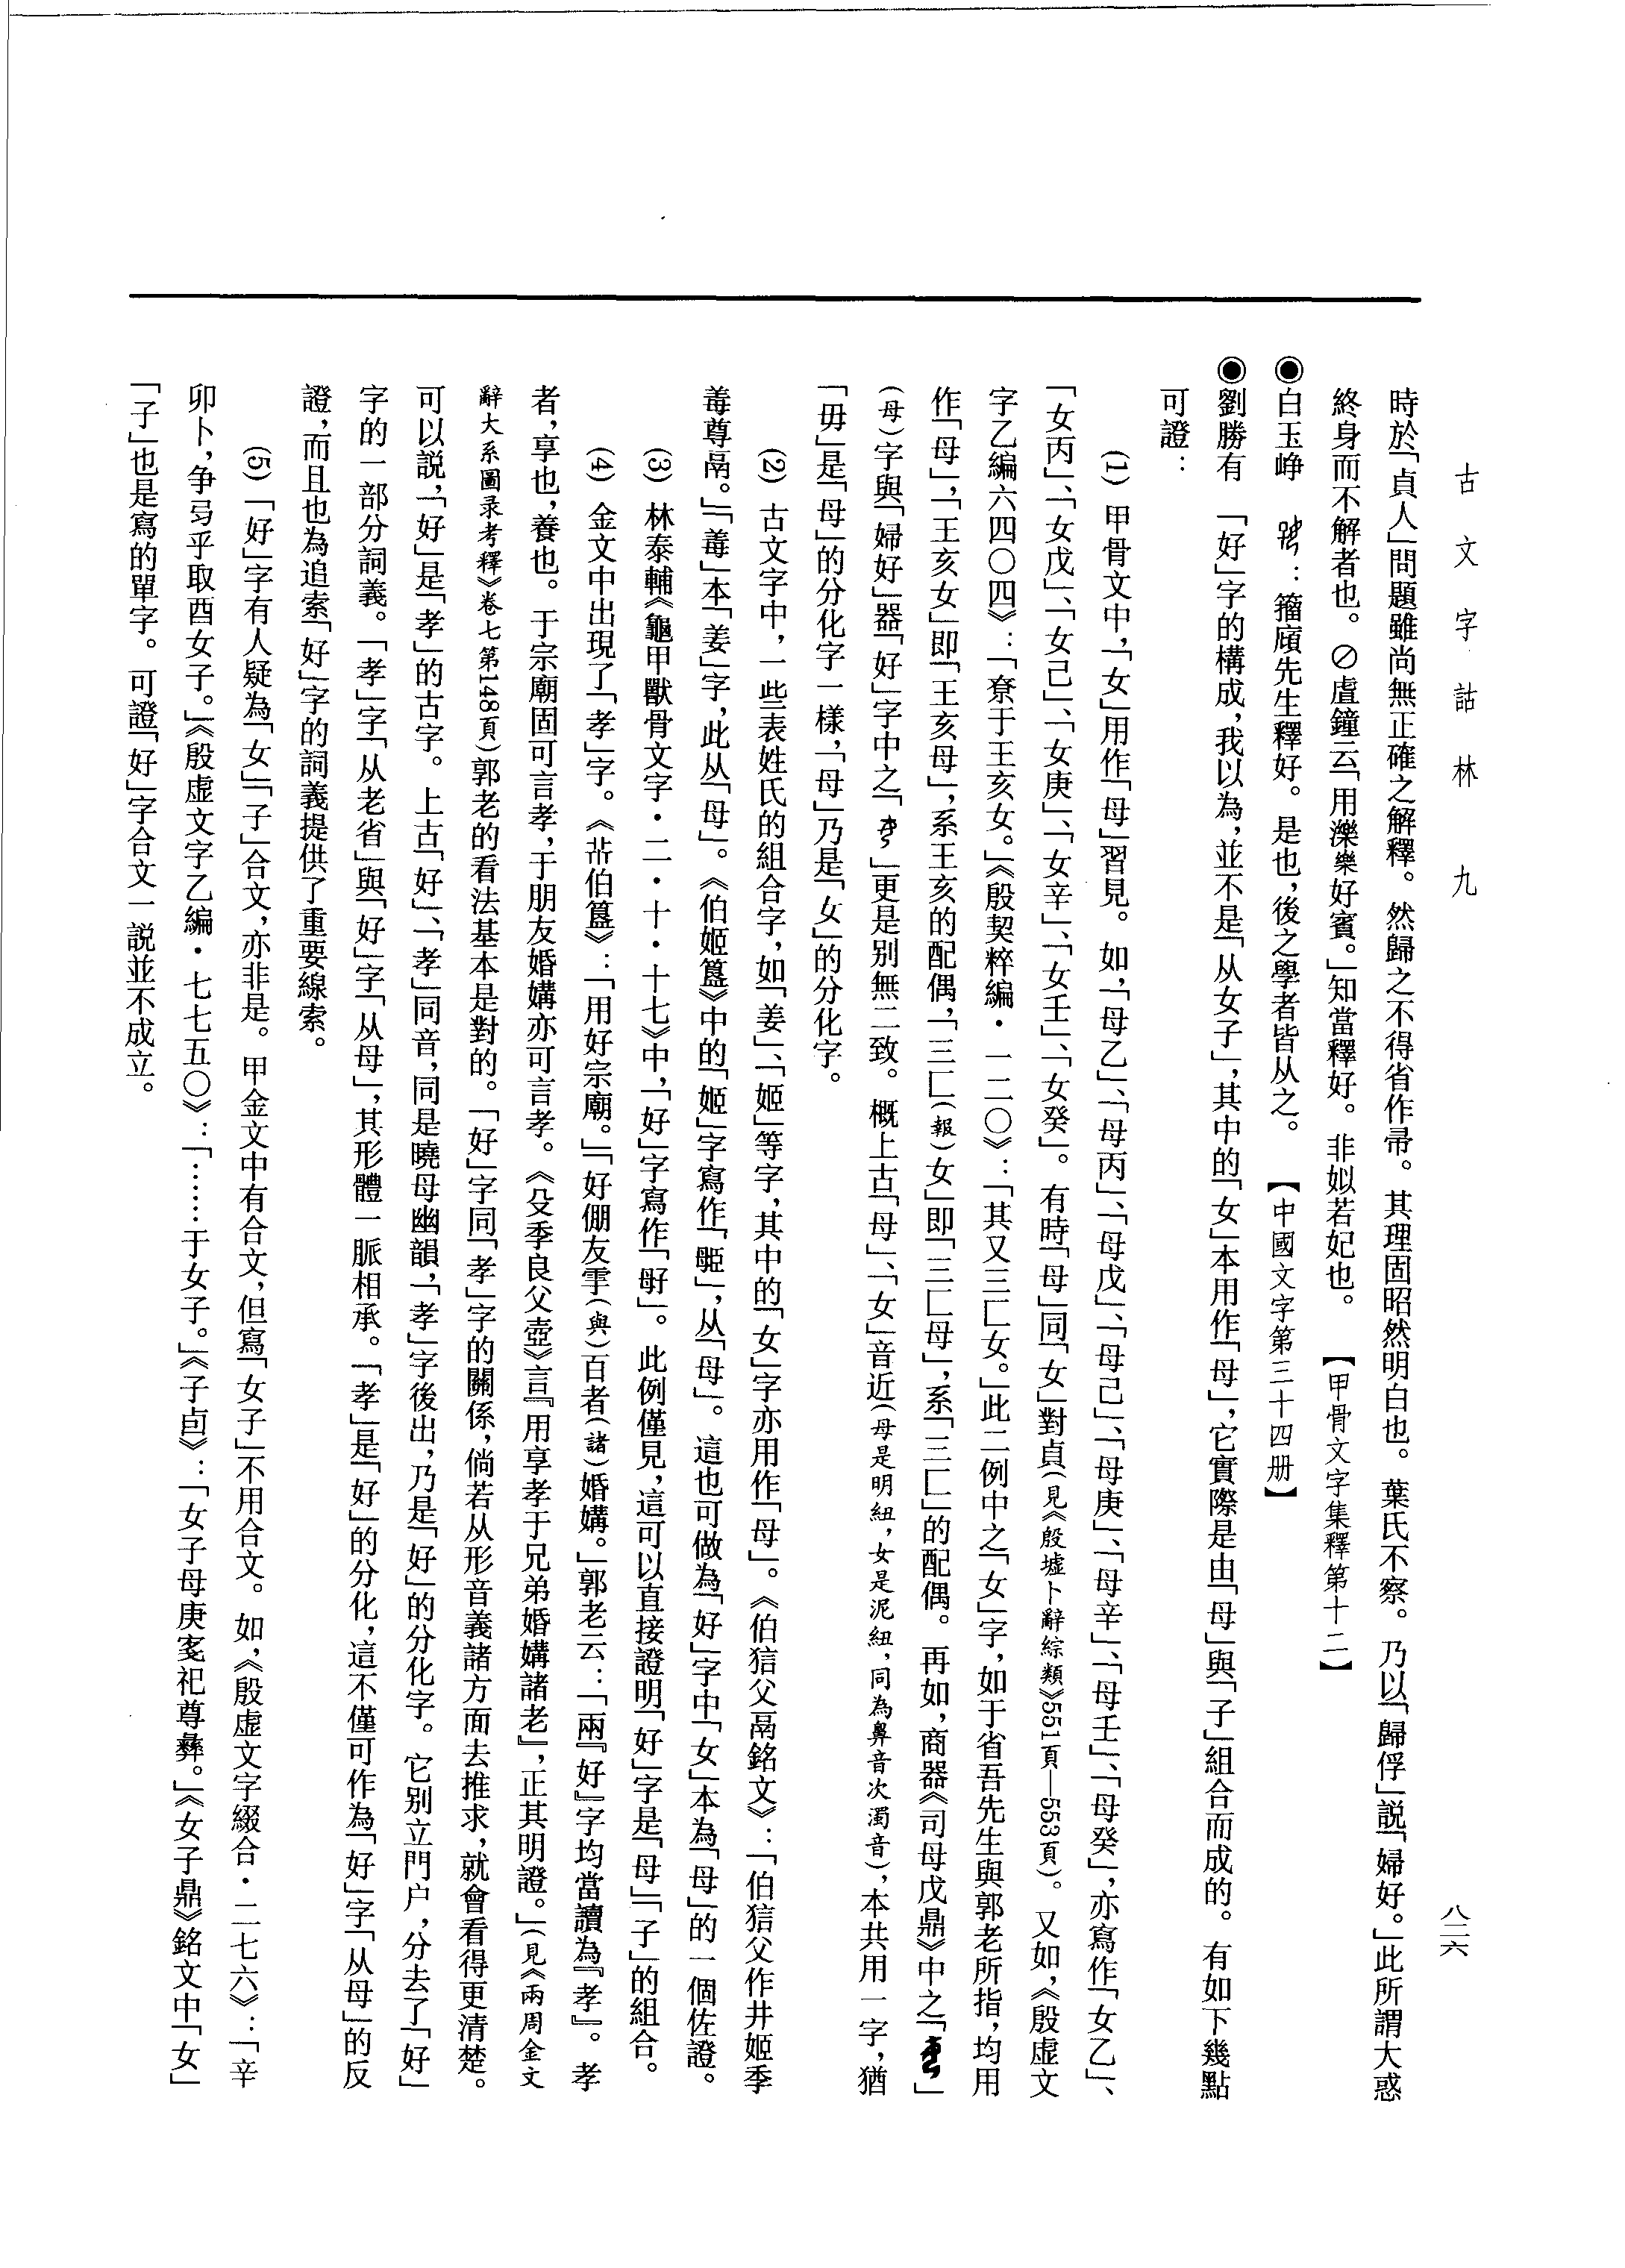 古文字詁林　九
八二六
時於「貞人」問題雖尚無正確之解釋。然歸之不得省作帚。其理固昭然明白也。葉氏不察。乃以「歸俘」説「婦好。」此所謂大惑
終身而不解者也。⊘虘鐘云「用濼樂好賓。」知當釋好。非姒若妃也。　【甲骨文字集釋第十二】
◉白玉崢　：籀廎先生釋好。是也，後之學者皆从之。　【中國文字第三十四册】
◉劉勝有　「好」字的構成，我以為，並不是「从女子」，其中的「女」本用作「母」，它實際是由「母」與「子」組合而成的。有如下幾點
可證：
(1) 甲骨文中，「女」用作「母」習見。如，「母乙」、「母丙」、「母戊」、「母己」、「母庚」、「母辛」、「母壬」、「母癸」，亦寫作「女乙」、
「女丙」、「女戊」、「女己」、「女庚」、「女辛」、「女壬」、「女癸」。有時「母」同「女」對貞(見《殷墟卜辭綜類》551頁—553頁)。又如，《殷虚文
字乙編六四〇四》：「尞于王亥女。」《殷契粹編・一二〇》：「其又三匚女。」此二例中之「女」字，如于省吾先生與郭老所指，均用
作「母」，「王亥女」即「王亥母」，系王亥的配偶，「三匚(報)女」即「三匚母」，系「三匚」的配偶。再如，商器《司母戊鼎》中之「」
(母)字與「婦好」器「好」字中之「」更是别無二致。概上古「母」、「女」音近(母是明紐，女是泥紐，同為鼻音次濁音)，本共用一字，猶
「毋」是「母」的分化字一樣，「母」乃是「女」的分化字。
(2) 古文字中，一些表姓氏的組合字，如「姜」、「姬」等字，其中的「女」字亦用作「母」。《伯㺇父鬲銘文》：「伯㺇父作井姬季
尊鬲。」「」本「姜」字，此从「母」。《伯姬簋》中的「姬」字寫作「」，从「母」。這也可做為「好」字中「女」本為「母」的一個佐證。
(3) 林泰輔《龜甲獸骨文字・二・十・十七》中，「好」字寫作「」。此例僅見，這可以直接證明「好」字是「母」「子」的組合。
(4) 金文中出現了「孝」字。《伯簋》：「用好宗廟。」「好倗友雩(與)百者(諸)婚媾。」郭老云：「兩『好』字均當讀為『孝』。孝
者，享也，養也。于宗廟固可言孝，于朋友婚媾亦可言孝。《殳季良父壺》言『用享孝于兄弟婚媾諸老』，正其明證。」(見《兩周金文
辭大系圖录考釋》卷七第148頁)郭老的看法基本是對的。「好」字同「孝」字的關係，倘若从形音義諸方面去推求，就會看得更清楚。
可以説，「好」是「孝」的古字。上古「好」、「孝」同音，同是曉母幽韻，「孝」字後出，乃是「好」的分化字。它别立門户，分去了「好」
字的一部分詞義。「孝」字「从老省」與「好」字「从母」，其形體一脈相承。「孝」是「好」的分化，這不僅可作為「好」字「从母」的反
證，而且也為追索「好」字的詞義提供了重要線索。
(5) 「好」字有人疑為「女」「子」合文，亦非是。甲金文中有合文，但寫「女子」不用合文。如，《殷虚文字綴合・二七六》：「辛
卯卜，争㝵乎取酉女子。」《殷虚文字乙編・七七五〇》：「……于女子。」《子卣》：「女子母庚宎祀尊彝。」《女子鼎》銘文中「女」
「子」也是寫的單字。可證「好」字合文一説並不成立。